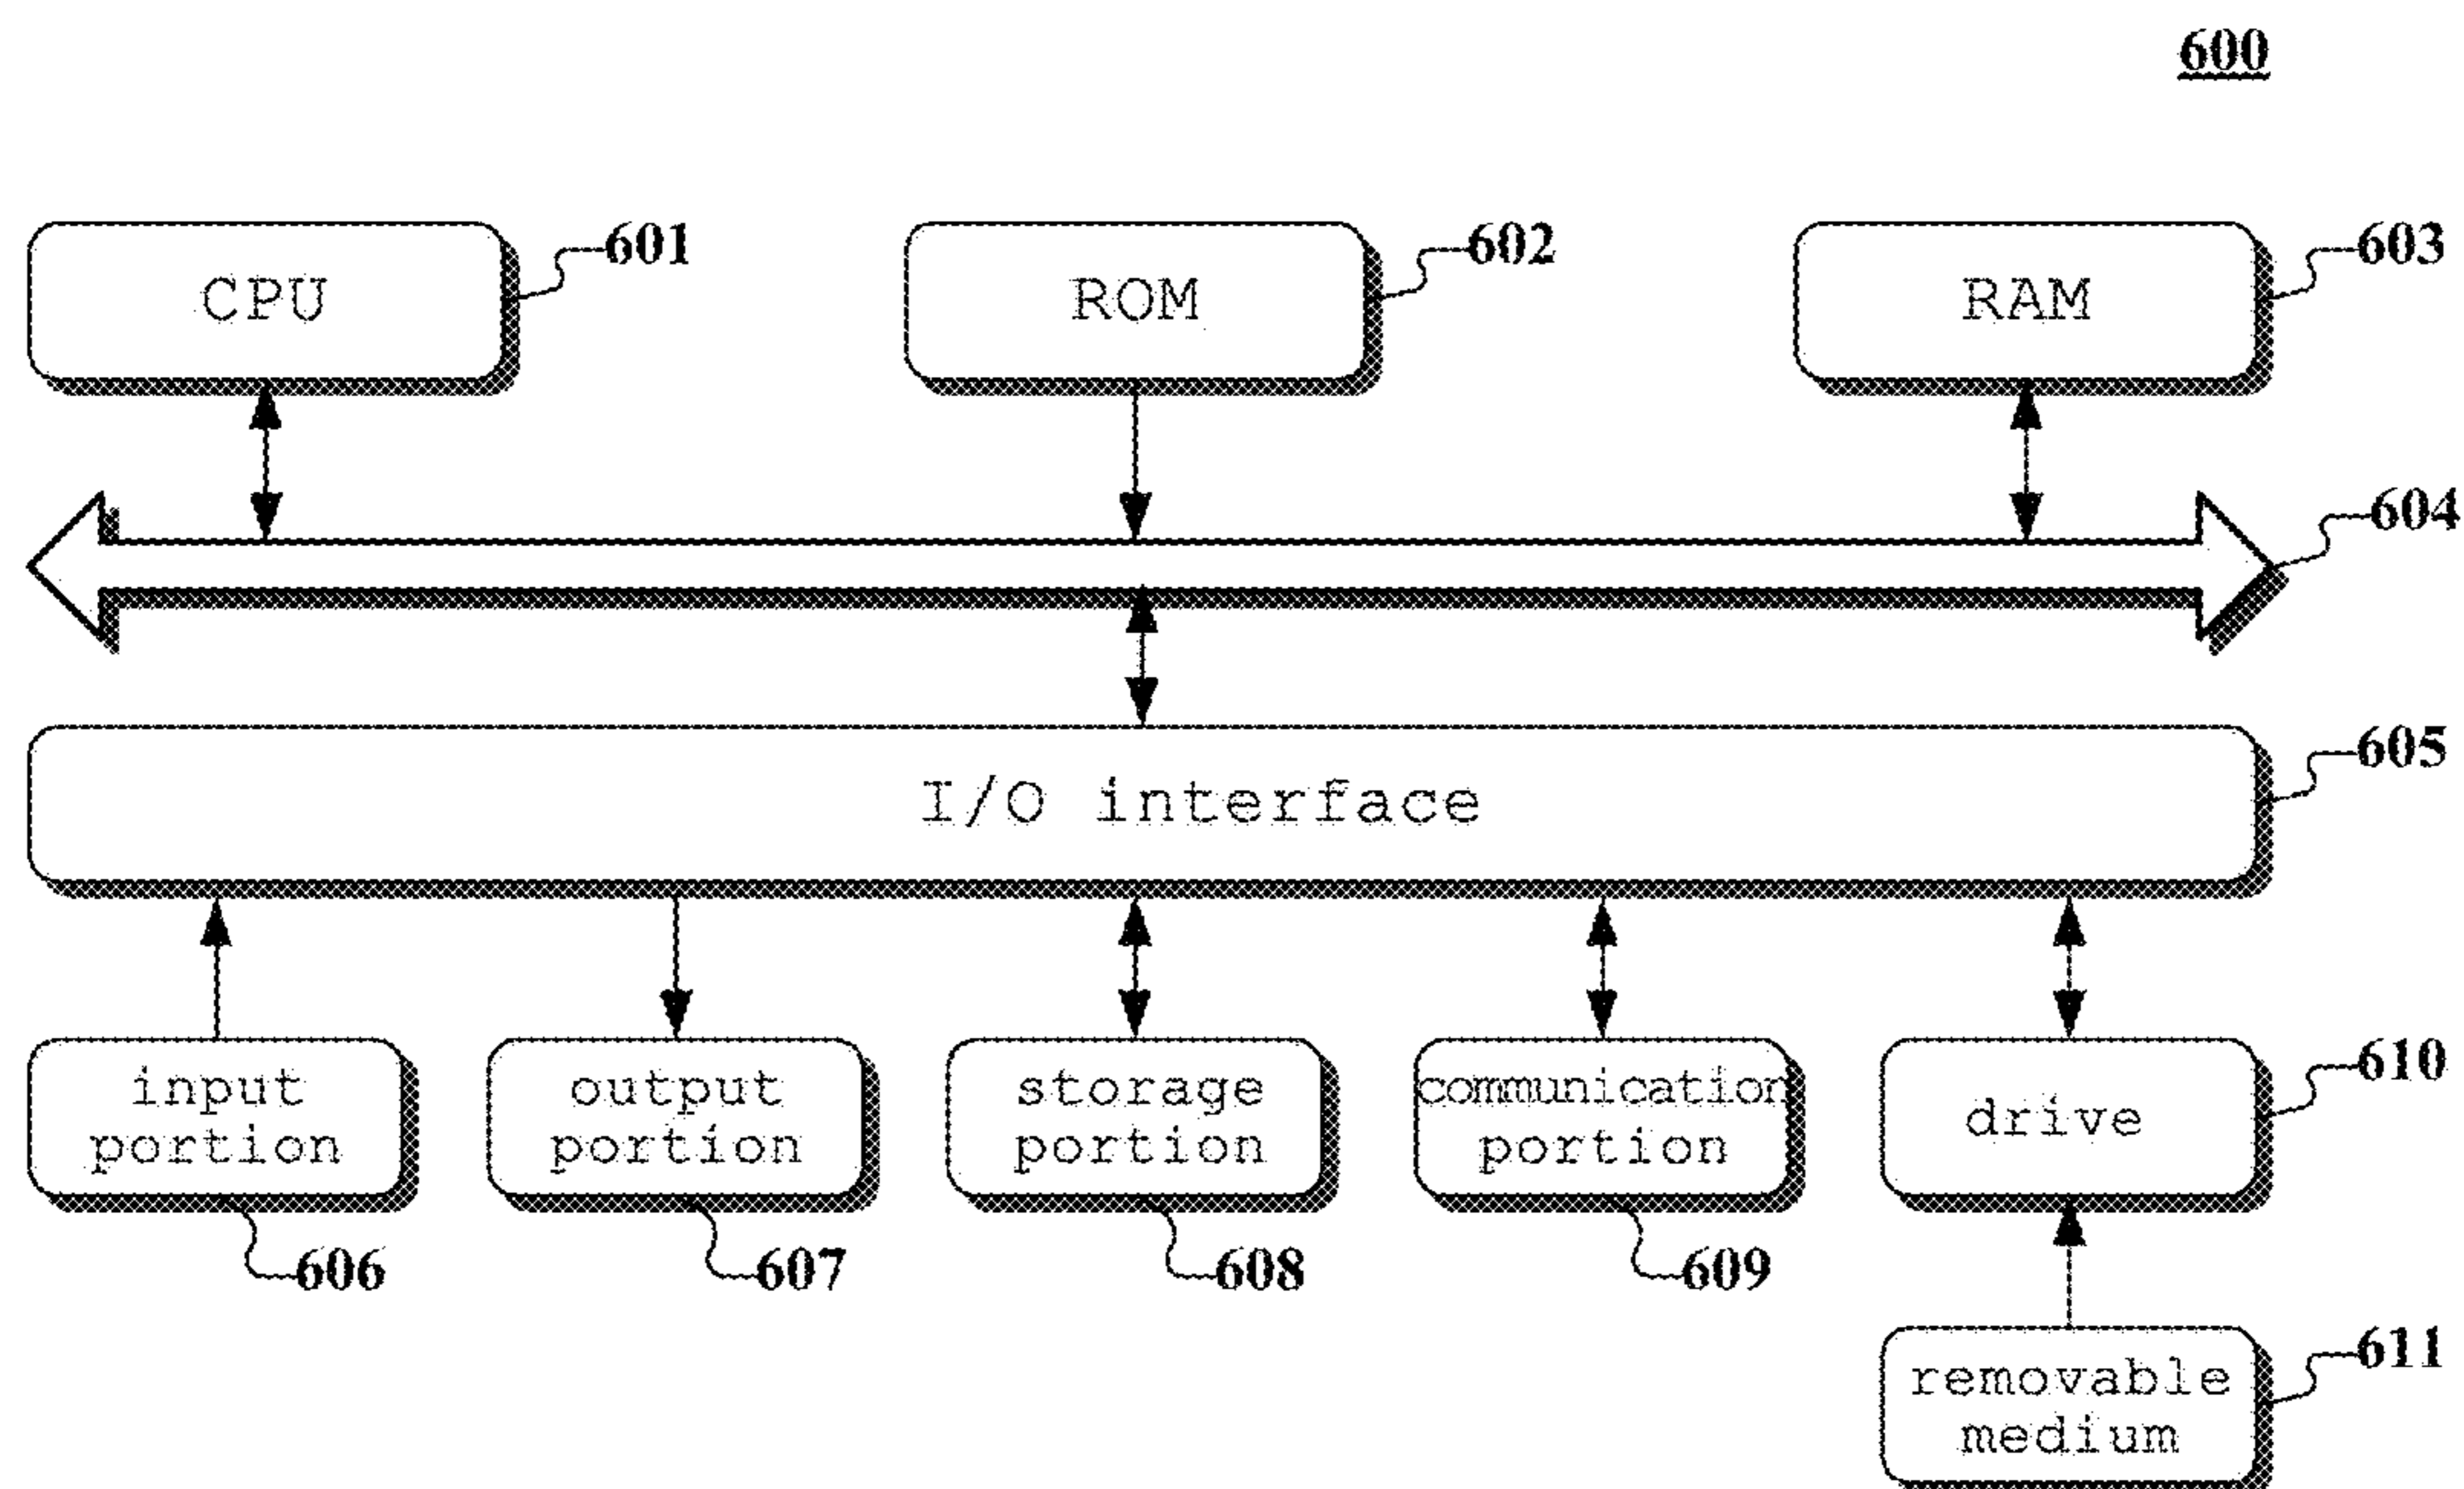 600
CPU
601
ROM
602
RAM
603
604
I/O interface
605
input
portion
606
output
portion
607
storage
portion
608
communication
portion
609
drive
610
removable
medium
611